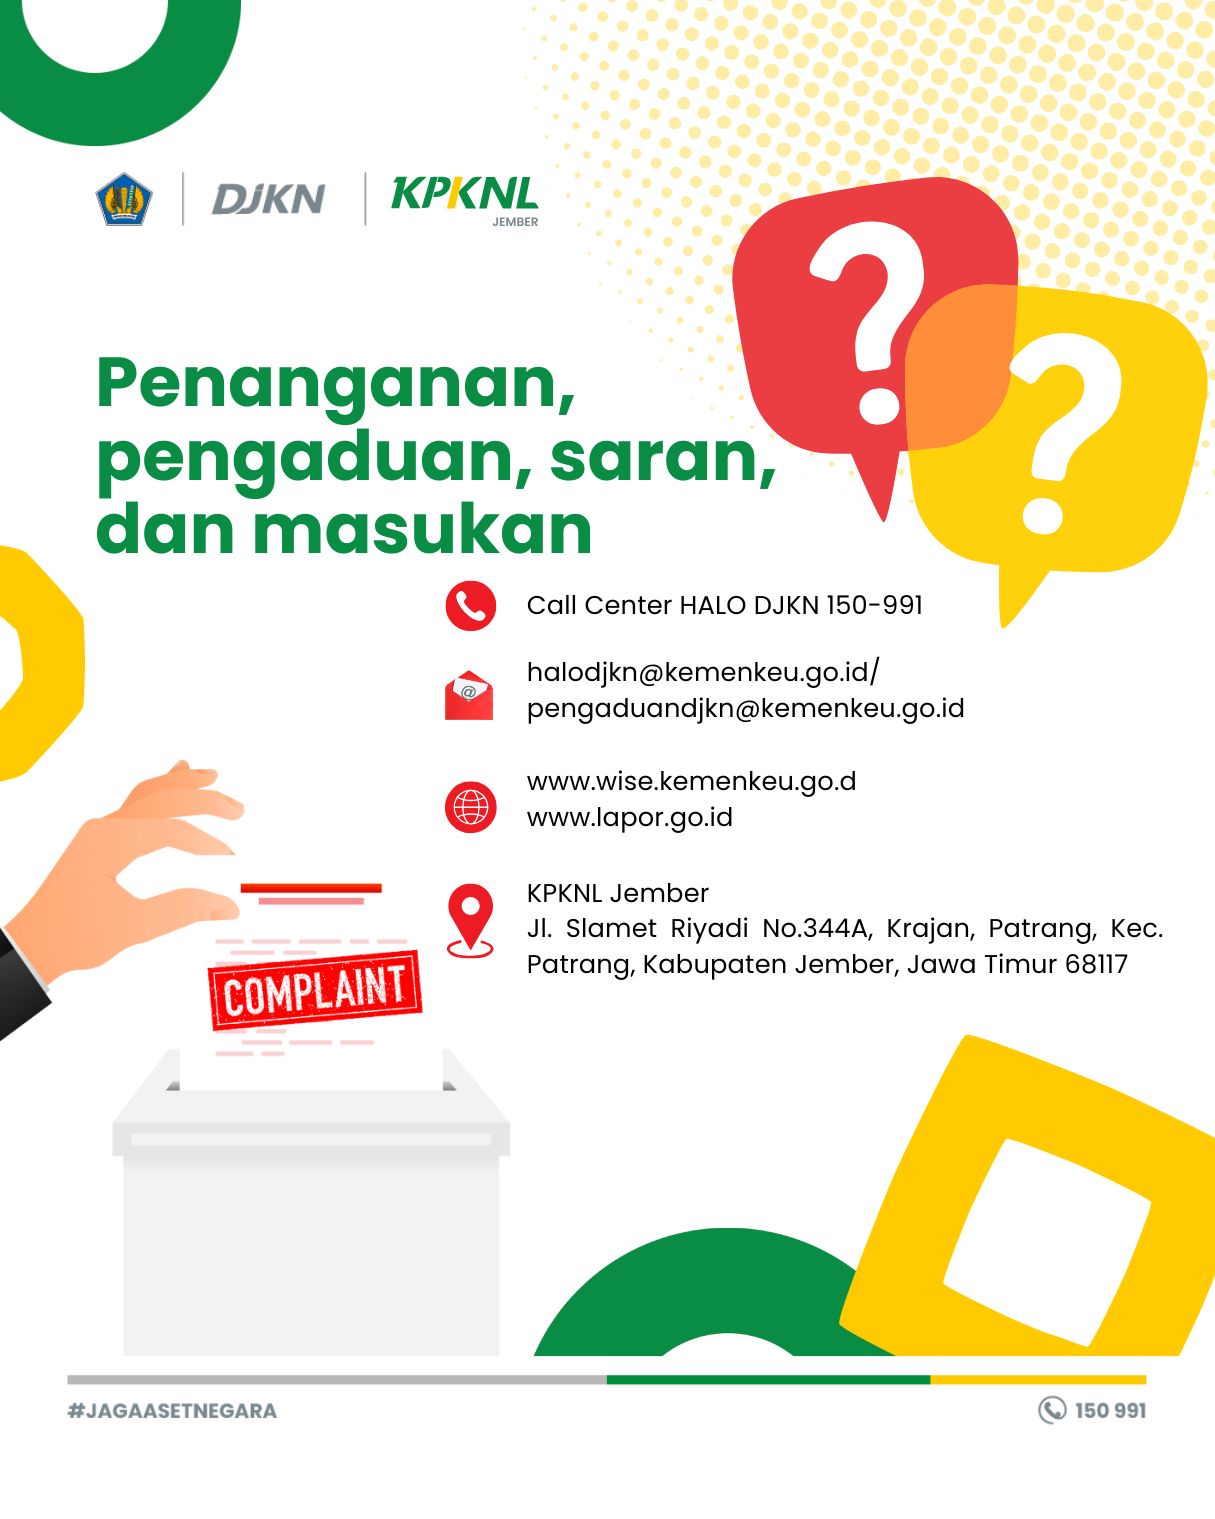 DJKN
KPKNL
JEMBER
Penanganan,
pengaduan, saran,
dan masukan
Call Center HALO DJKN 150-991
halodjkn@kemenkeu.go.id/
pengaduandjkn@kemenkeu.go.id
www.wise.kemenkeu.go.d
www.lapor.go.id
KPKNL Jember
Jl. Slamet Riyadi No.344A, Krajan, Patrang, Kec.
Patrang, Kabupaten Jember, Jawa Timur 68117
COMPLAINT
#JAGAASETNEGARA
150 991